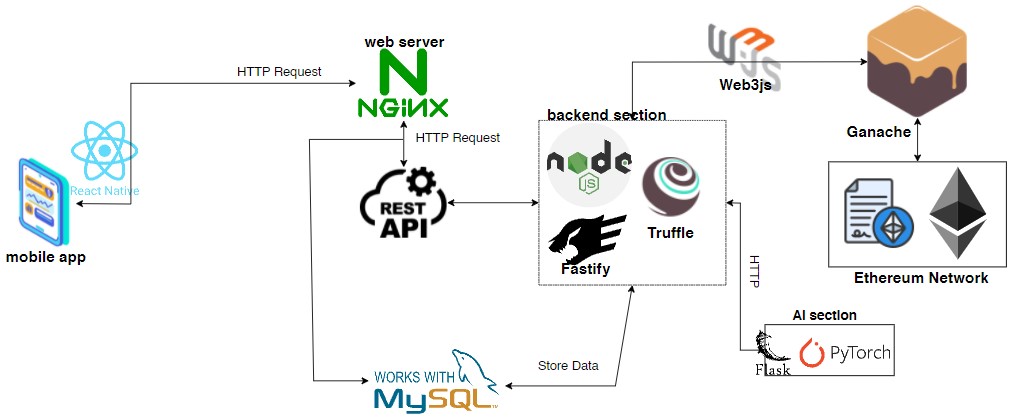 web server
NGiNX
HTTP Request
HTTP Request
React Native
mobile app
REST
API
backend section
node
JS
Fastify
Truffle
W3JS
Web3js
Ganache
Ethereum Network
HTTP
AI section
Flask
PyTorch
Store Data
WORKS WITH
MySQL